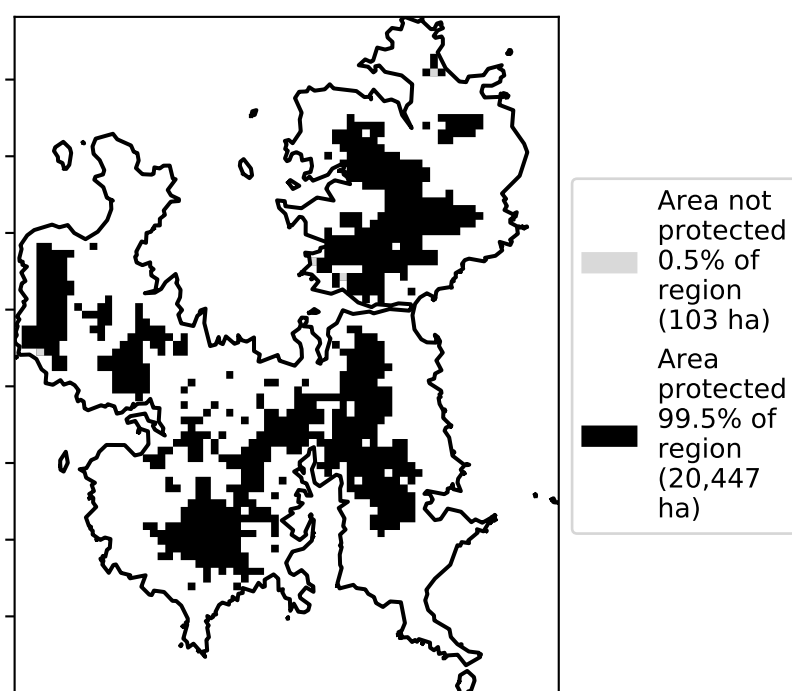 Area not
protected
0.5% of
region
(103 ha)
Area
protected
99.5% of
region
(20,447
ha)